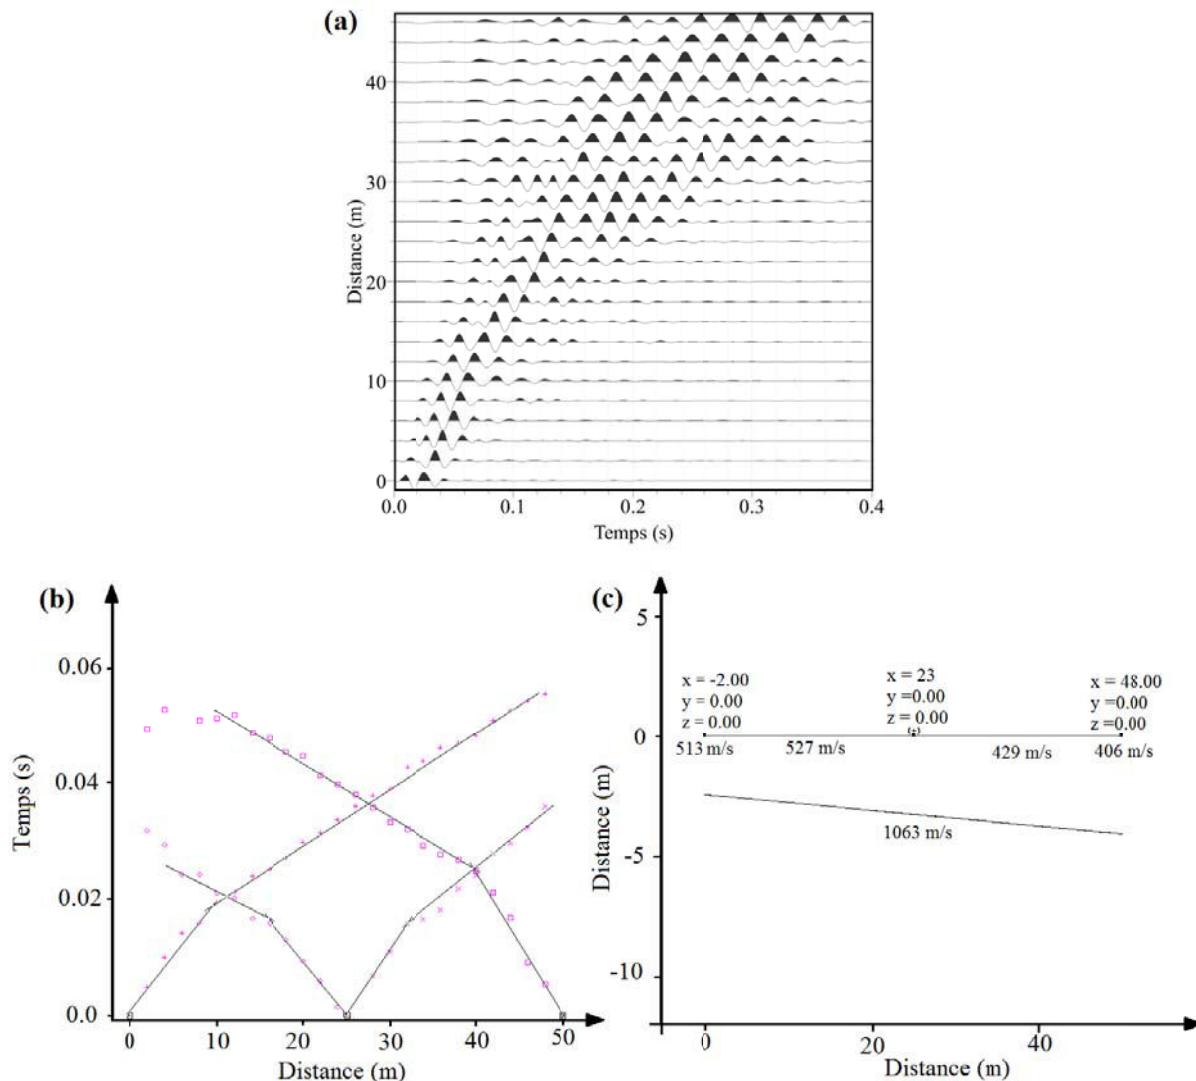 (a)
40
30
20
10
0
Distance (m)
0.0 0.1 0.2 0.3 0.4
Temps (s)
(b)
0.06
0.04
0.02
0.0
Temps (s)
0 10 20 30 40 50
Distance (m)
(c)
5
0
-5
-10
Distance (m)
x = -2.00
y = 0.00
z = 0.00
x = 23
y =0.00
z = 0.00
x = 48.00
y =0.00
z =0.00
513 m/s 527 m/s 429 m/s 406 m/s
1063 m/s
0 20 40
Distance (m)